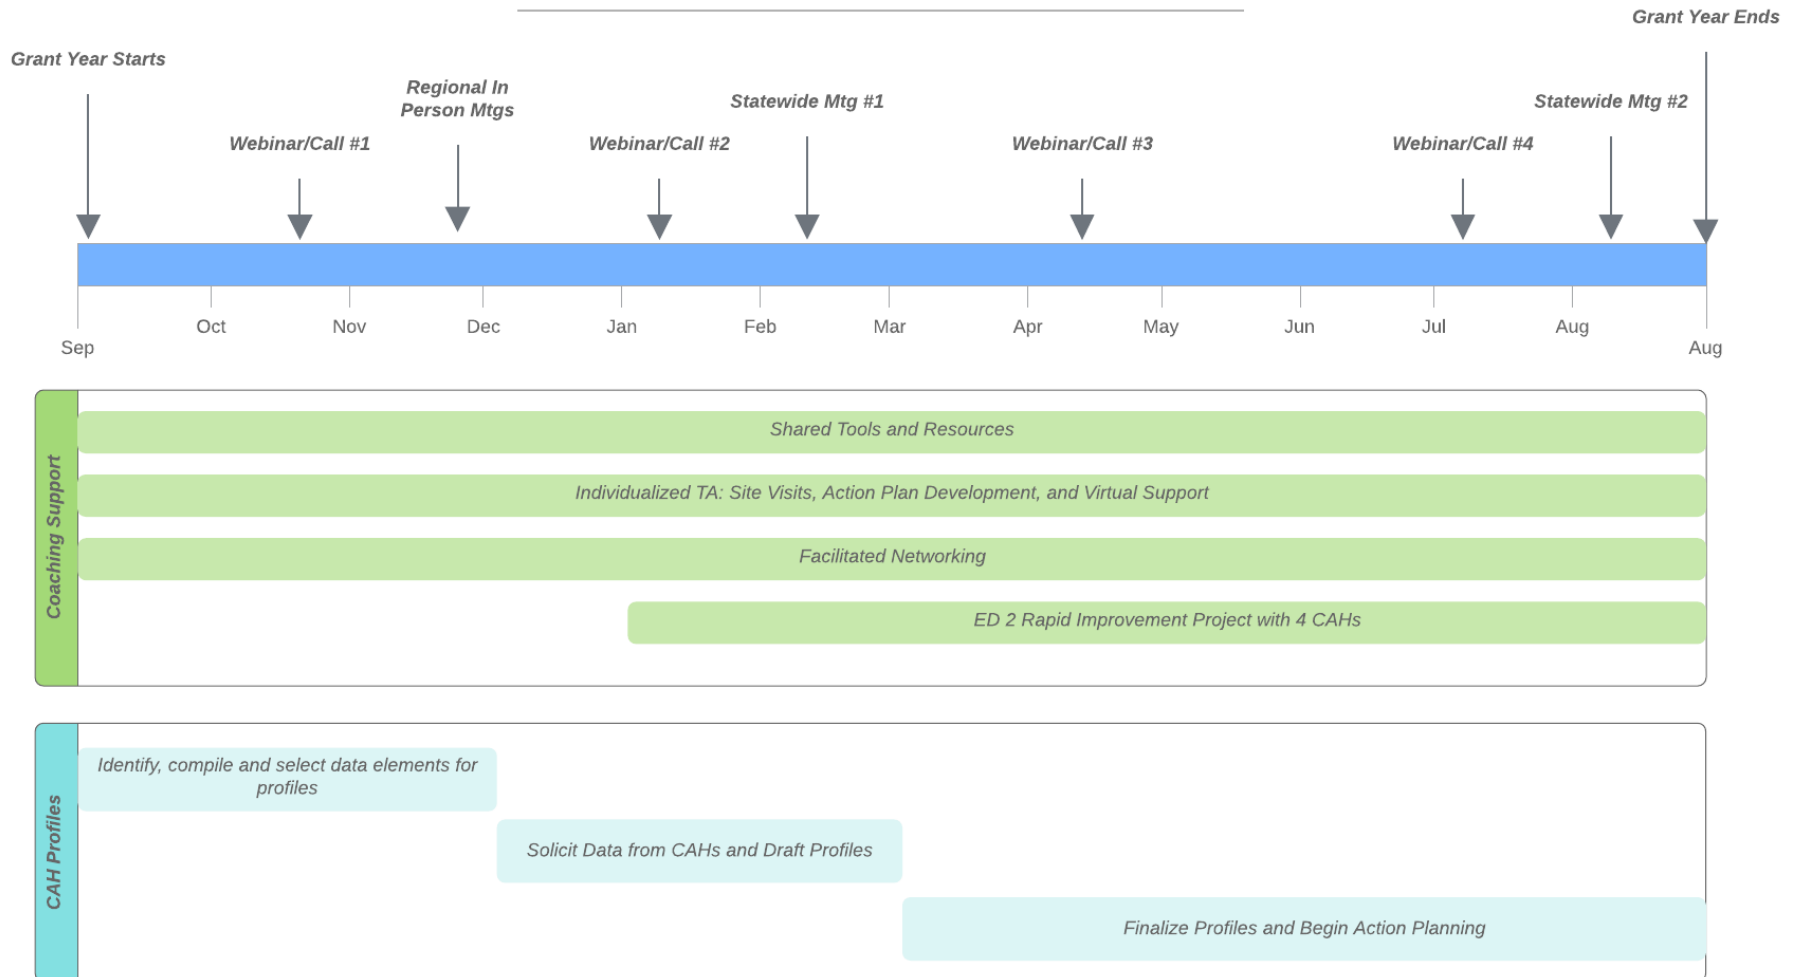 Grant Year Ends
Grant Year Starts
Regional In
Person Mtgs
Statewide Mtg #1
Statewide Mtg #2
Webinar/Call #1
Webinar/Call #2
Webinar/Call #3
Webinar/Call #4
Oct
Nov
Dec
Jan
Feb
Mar
Apr
May
Jun
Jul
Aug
Sep
Aug
Coaching Support
Shared Tools and Resources
Individualized TA: Site Visits, Action Plan Development, and Virtual Support
Facilitated Networking
ED 2 Rapid Improvement Project with 4 CAHs
CAH Profiles
Identify, compile and select data elements for
profiles
Solicit Data from CAHs and Draft Profiles
Finalize Profiles and Begin Action Planning